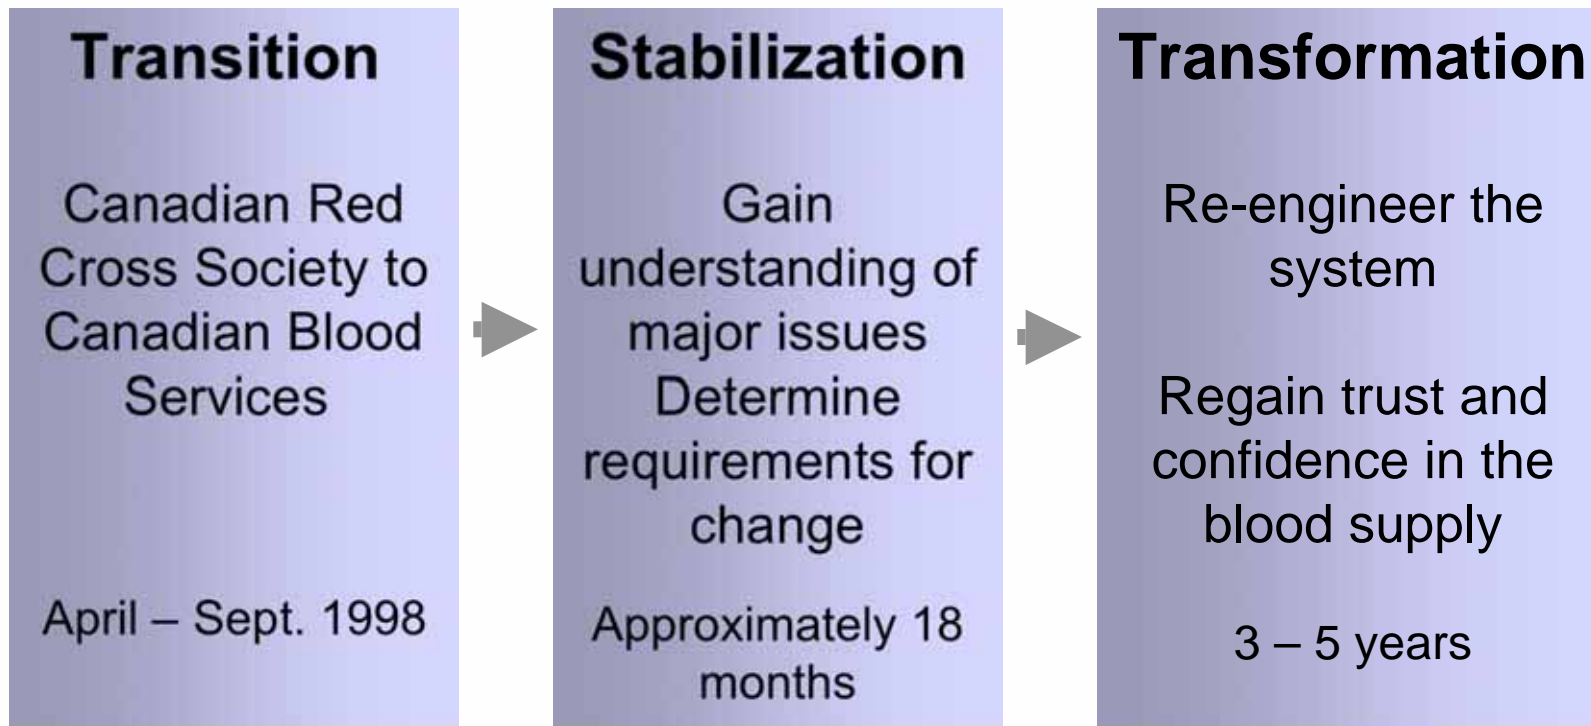 Transition
Canadian Red
Cross Society to
Canadian Blood
Services
April – Sept. 1998
Stabilization
Gain
understanding of
major issues
Determine
requirements for
change
Approximately 18
months
Transformation
Re-engineer the
system
Regain trust and
confidence in the
blood supply
3 – 5 years